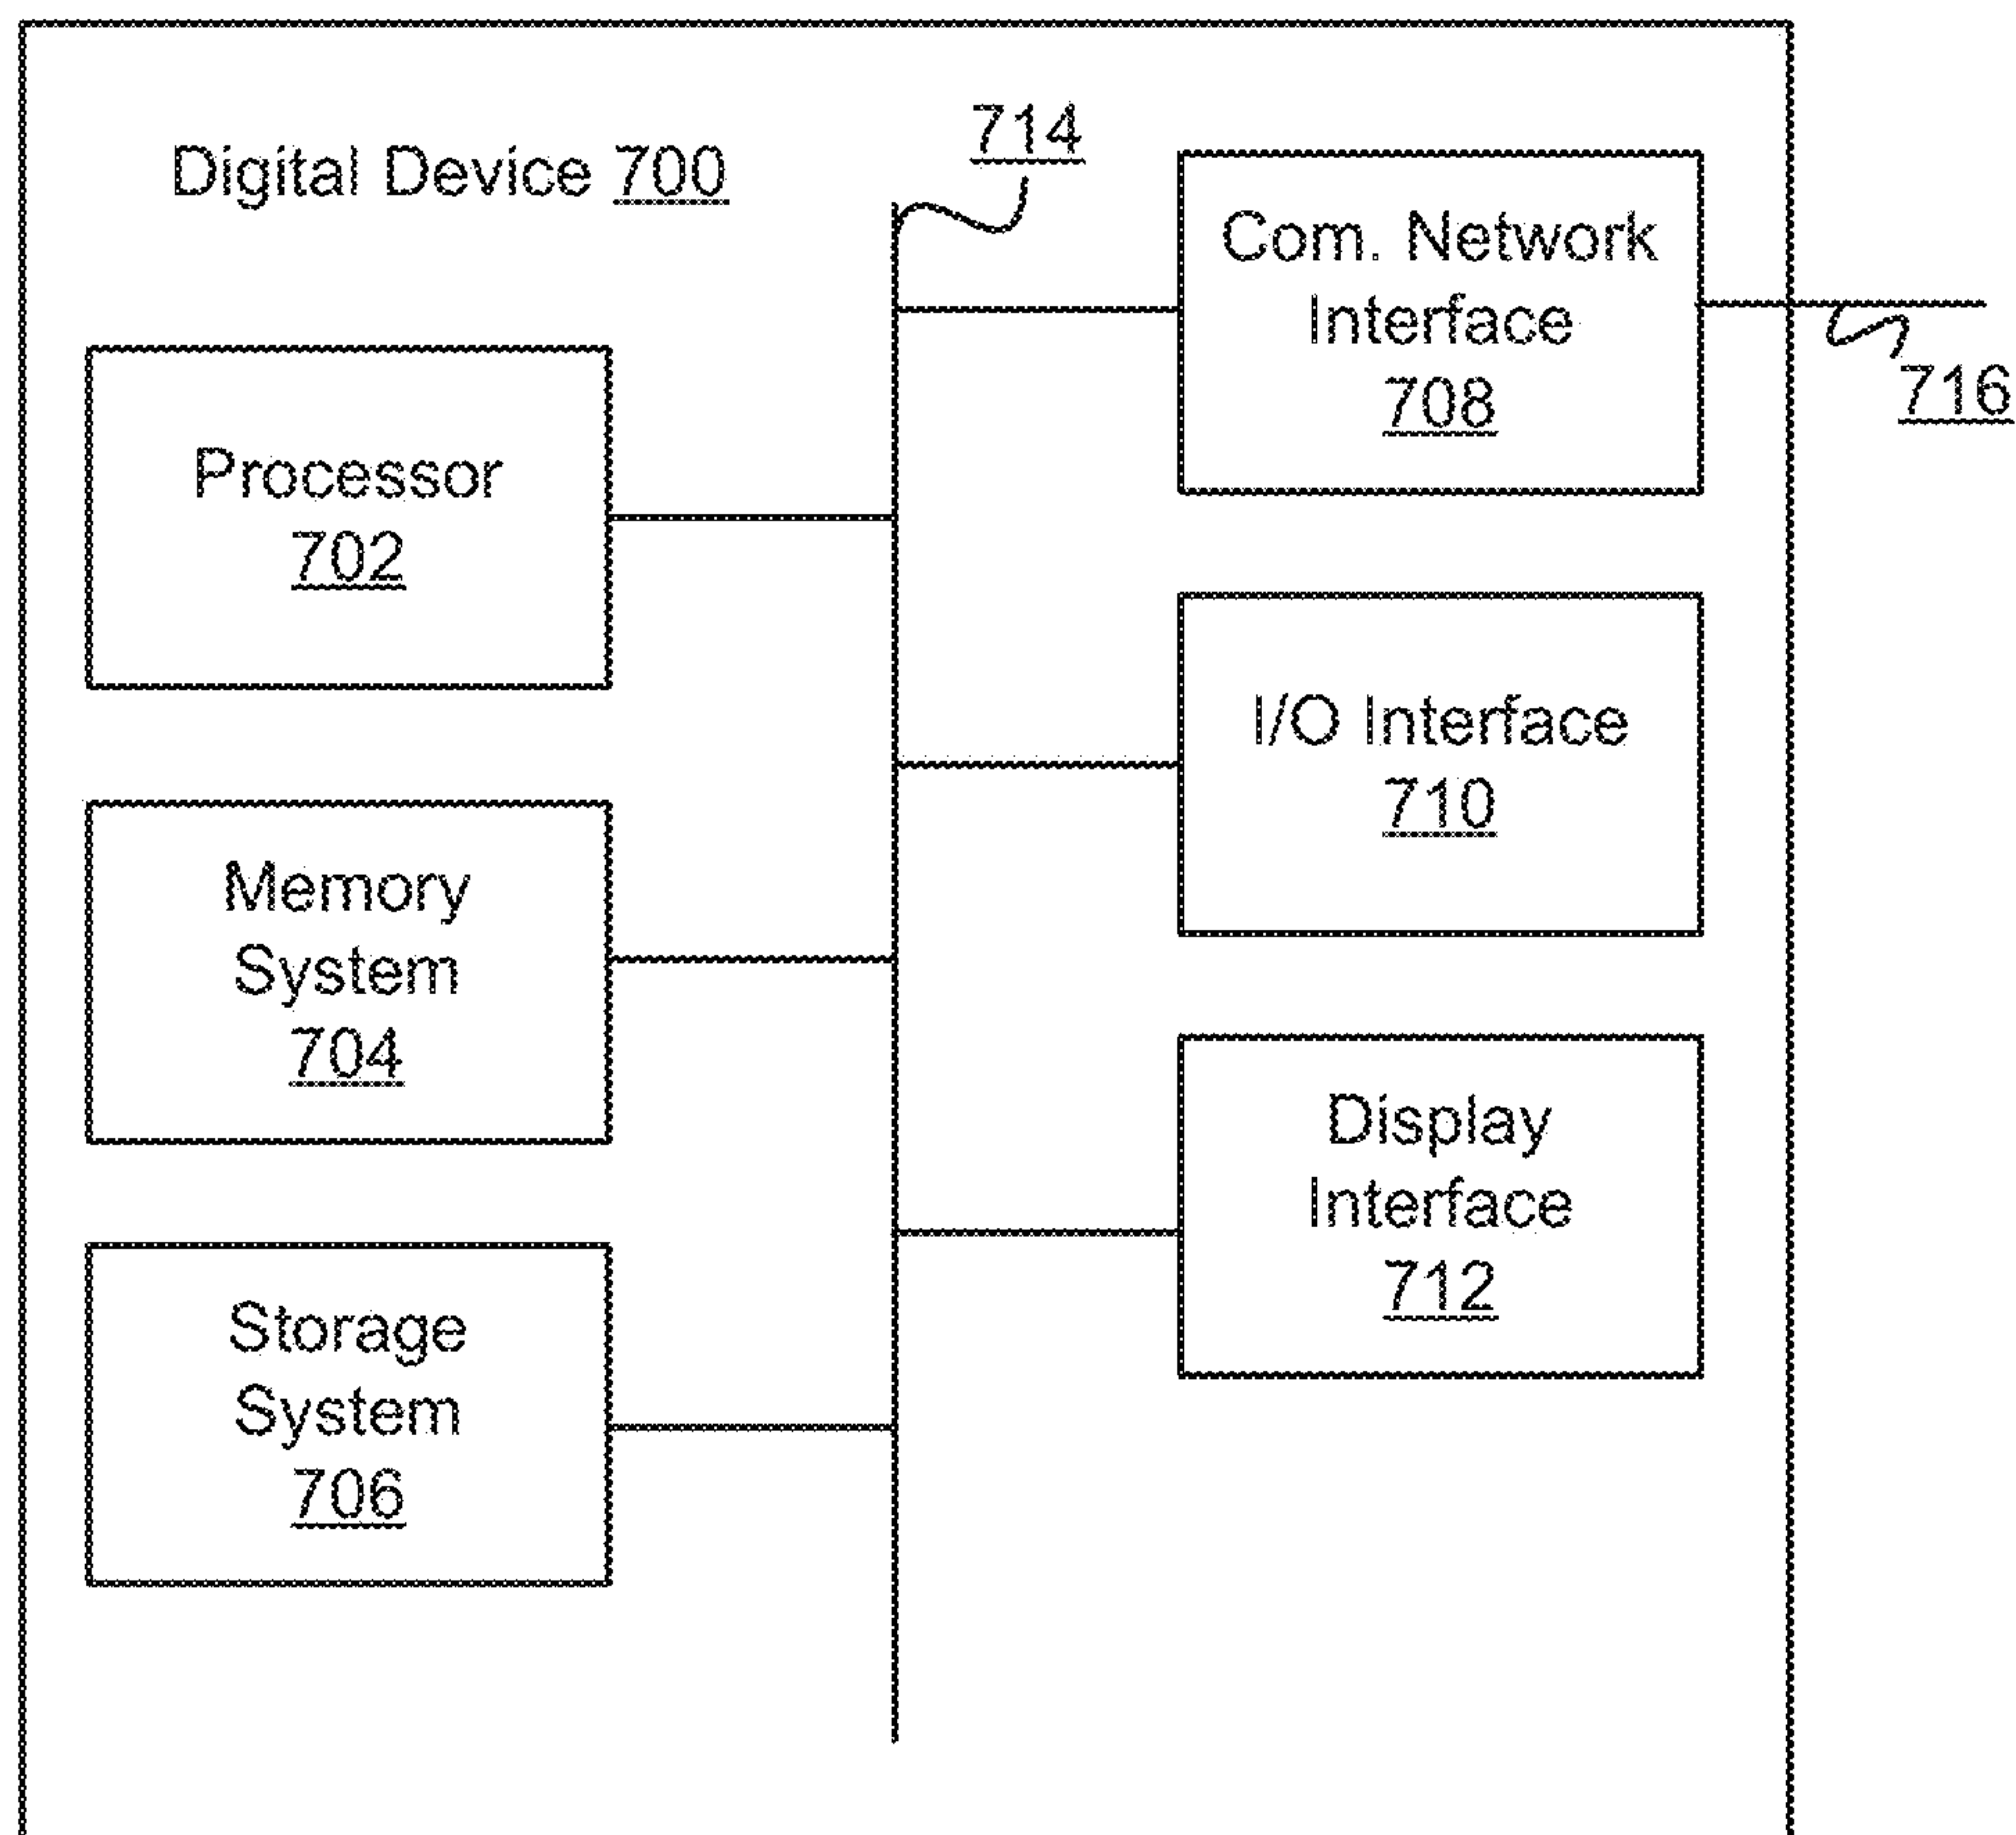 Digital Device 700
714
Com. Network
Interface
708
716
Processor
702
I/O Interface
710
Memory
System
704
Display
Interface
712
Storage
System
706